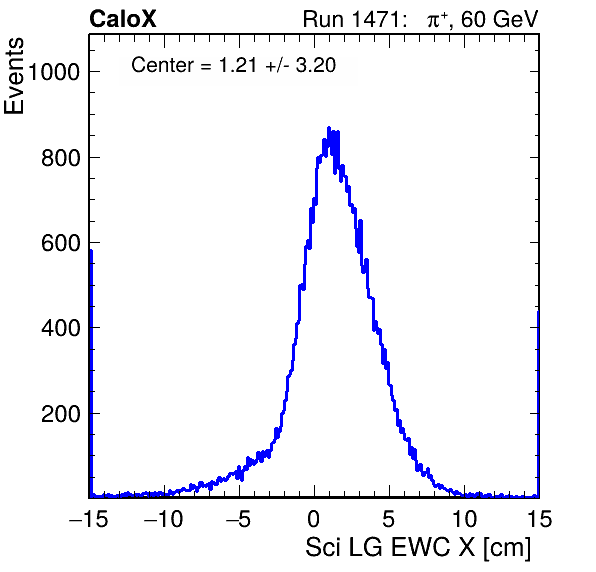 CaloX Run 1471: π⁺, 60 GeV
Events
Center = 1.21 +/- 3.20
1000
800
600
400
200
−15 −10 −5 0 5 10 15
Sci LG EWC X [cm]